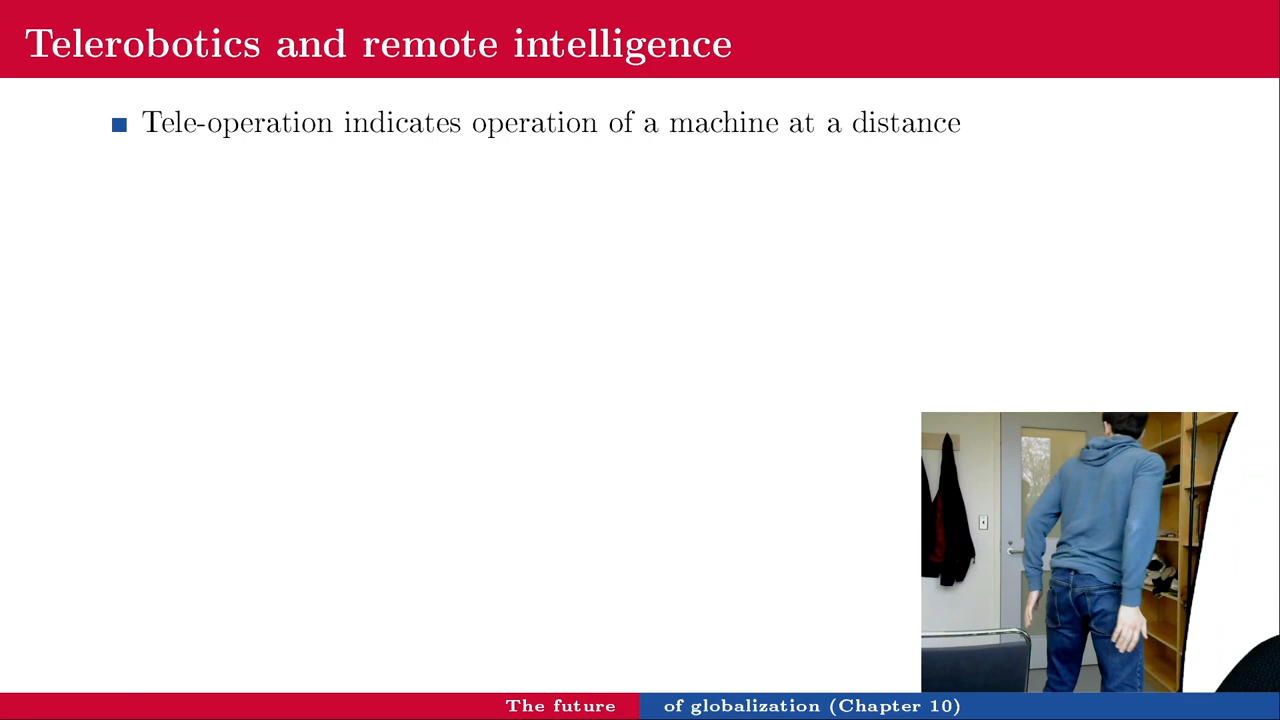 Telerobotics and remote intelligence
Tele-operation indicates operation of a machine at a distance
The future of globalization (Chapter 10)